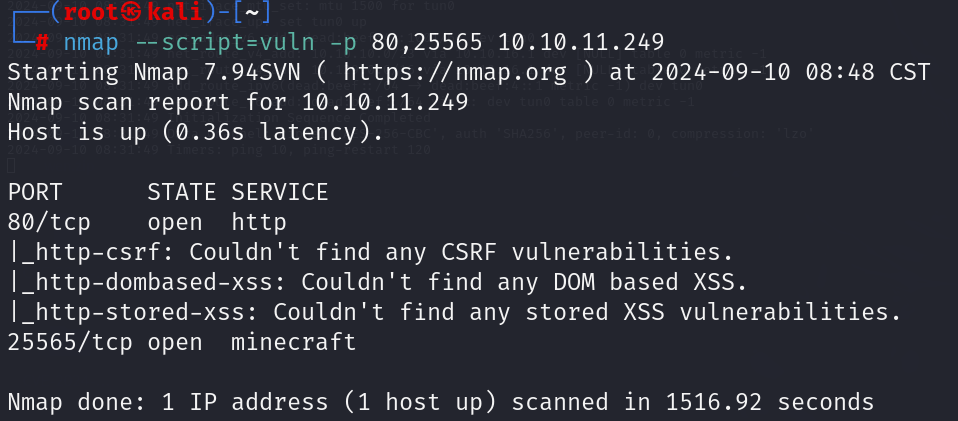 ┌──(root㉿kali)-[~]
└─# nmap --script=vuln -p 80,25565 10.10.11.249
Starting Nmap 7.94SVN ( https://nmap.org ) at 2024-09-10 08:48 CST
Nmap scan report for 10.10.11.249
Host is up (0.36s latency).
PORT      STATE SERVICE
80/tcp    open  http
|_http-csrf: Couldn't find any CSRF vulnerabilities.
|_http-dombased-xss: Couldn't find any DOM based XSS.
|_http-stored-xss: Couldn't find any stored XSS vulnerabilities.
25565/tcp open  minecraft
Nmap done: 1 IP address (1 host up) scanned in 1516.92 seconds